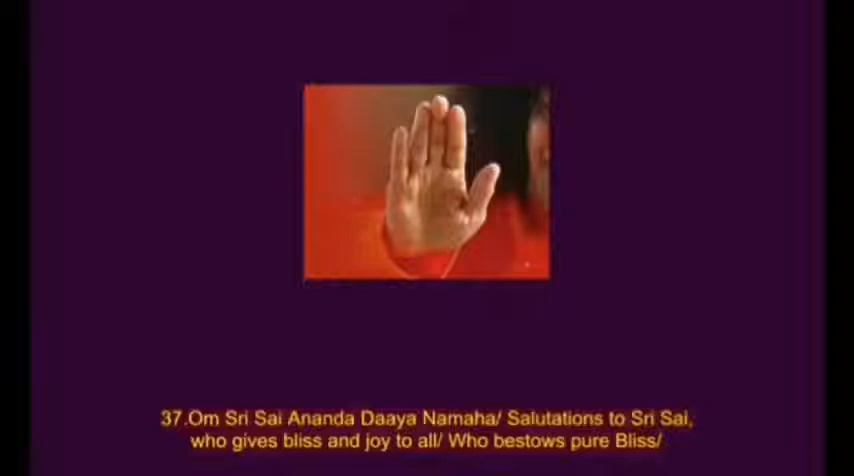 37.Om Sri Sai Ananda Daaya Namaha/ Salutations to Sri Sai,
who gives bliss and joy to all/ Who bestows pure Bliss/